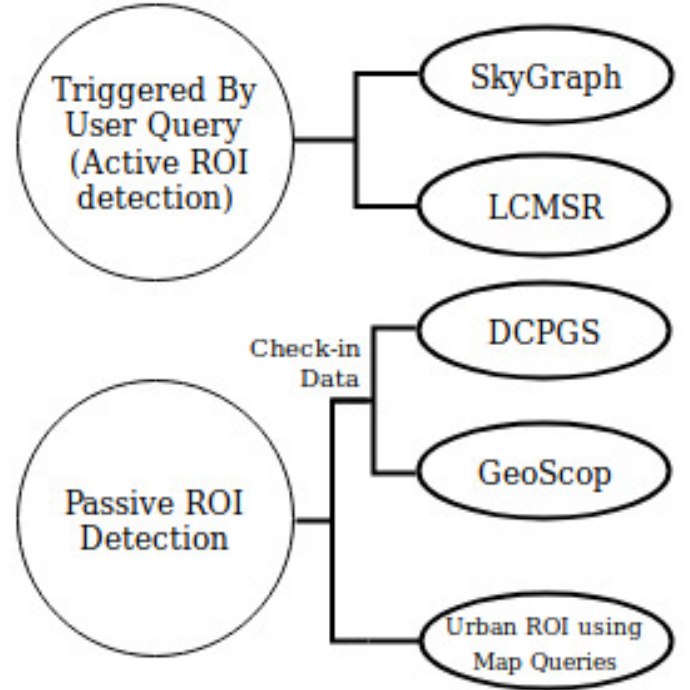 Triggered By
User Query
(Active ROI
detection)
SkyGraph
LCMSR
Check-in
Data
DCPGS
GeoScop
Passive ROI
Detection
Urban ROI using
Map Queries